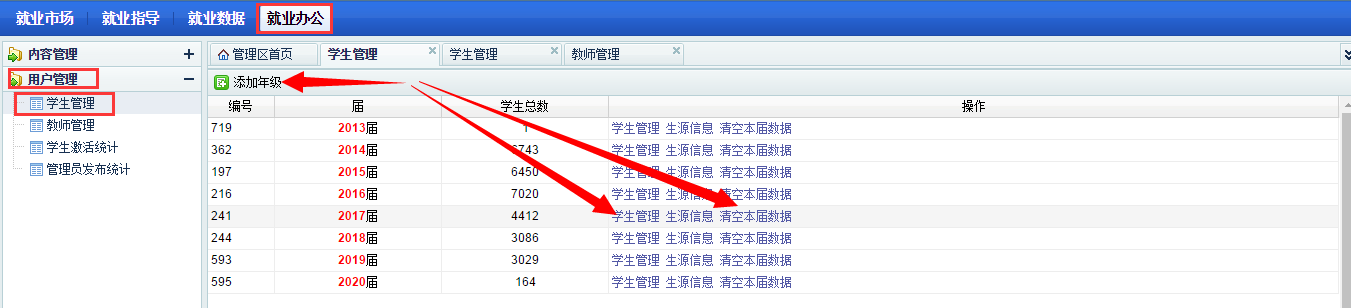 就业市场 就业指导 就业数据 就业办公
内容管理
用户管理
学生管理
教师管理
学生激活统计
管理员发布统计
管理区首页 学生管理 学生管理 教师管理
添加年级
编号 届 学生总数 操作
719 2013届 1 学生管理 生源信息 清空本届数据
362 2014届 6743 学生管理 生源信息 清空本届数据
197 2015届 6450 学生管理 生源信息 清空本届数据
216 2016届 7020 学生管理 生源信息 清空本届数据
241 2017届 4412 学生管理 生源信息 清空本届数据
244 2018届 3086 学生管理 生源信息 清空本届数据
593 2019届 3029 学生管理 生源信息 清空本届数据
595 2020届 164 学生管理 生源信息 清空本届数据